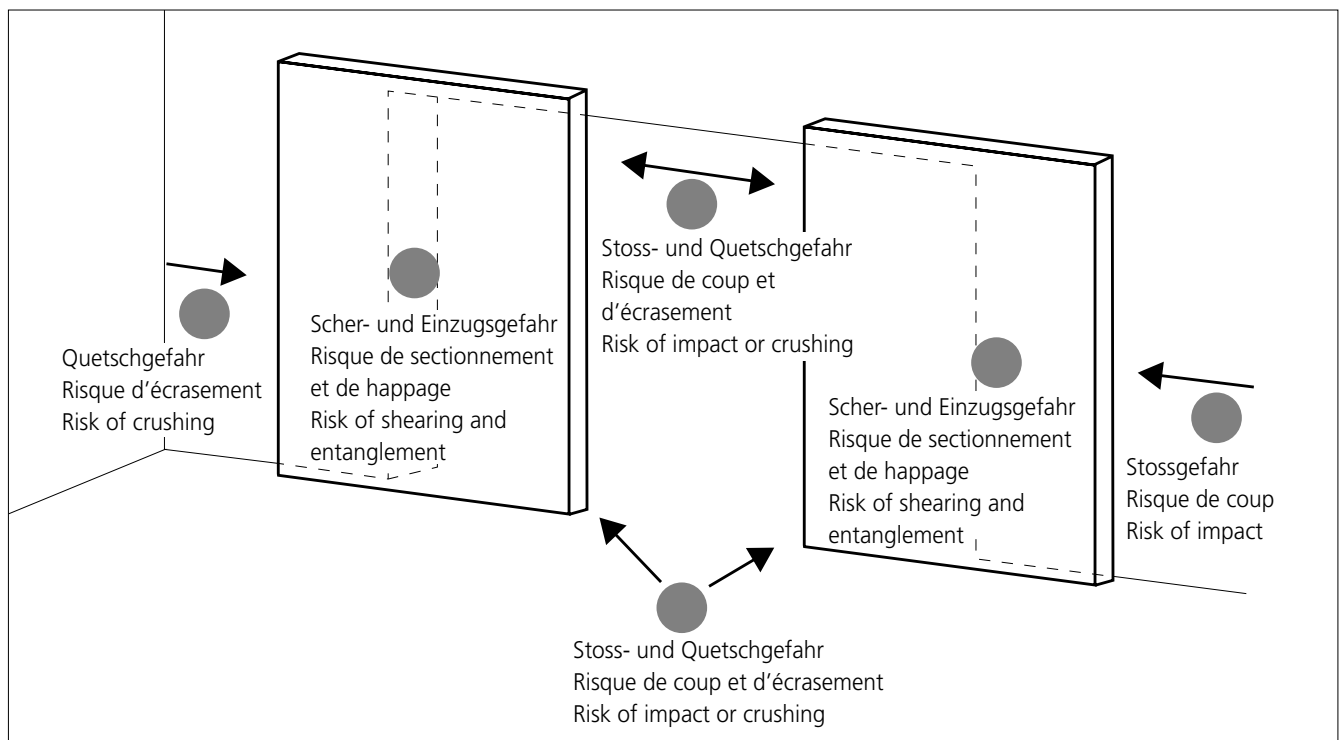 Quetschgefahr
Risque d'écrasement
Risk of crushing
Scher- und Einzugsgefahr
Risque de sectionnement
et de happage
Risk of shearing and
entanglement
Stoss- und Quetschgefahr
Risque de coup et
d'écrasement
Risk of impact or crushing
Scher- und Einzugsgefahr
Risque de sectionnement
et de happage
Risk of shearing and
entanglement
Stossgefahr
Risque de coup
Risk of impact
Stoss- und Quetschgefahr
Risque de coup et d'écrasement
Risk of impact or crushing